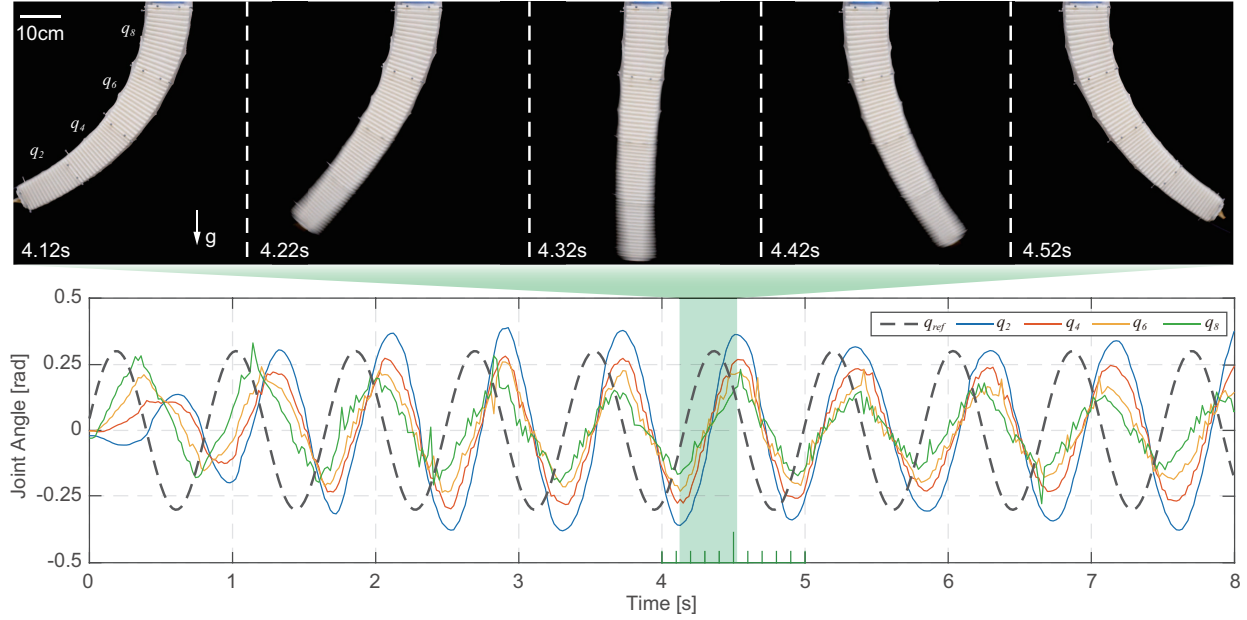 10cm
q8
q6
q4
q2
g
4.12s
4.22s
4.32s
4.42s
4.52s
0.5
0.25
0
-0.25
-0.5
Joint Angle [rad]
qref q2 q4 q6 q8
0 1 2 3 4 5 6 7 8
Time [s]